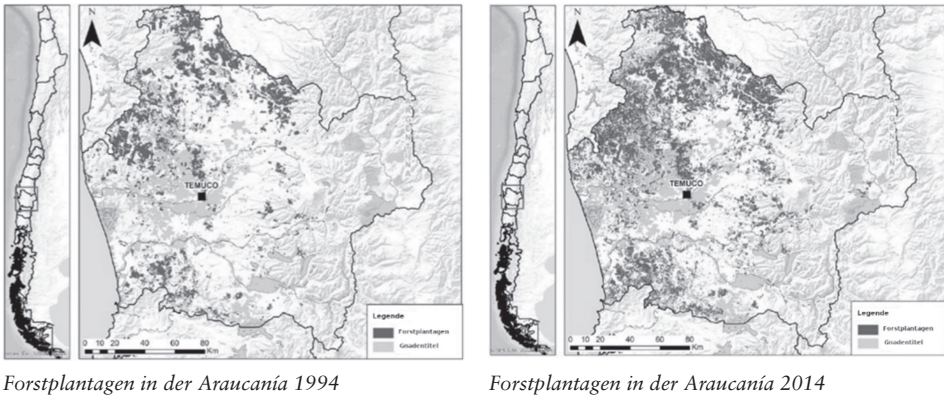 N
TEMUCO
Legende
Forstplantagen
Gnadentitel
0 10 20 40 60 80
Km
Forstplantagen in der Araucanía 1994
N
TEMUCO
Legende
Forstplantagen
Gnadentitel
0 10 20 40 60 80
Km
Forstplantagen in der Araucanía 2014